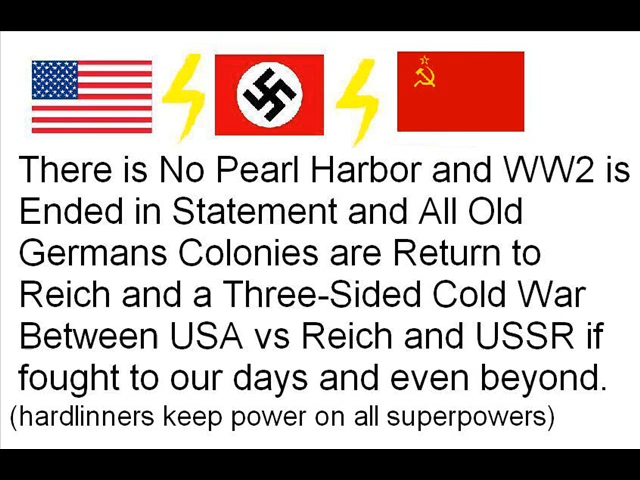 There is No Pearl Harbor and WW2 is
Ended in Statement and All Old
Germans Colonies are Return to
Reich and a Three-Sided Cold War
Between USA vs Reich and USSR if
fought to our days and even beyond.
(hardlinners keep power on all superpowers)